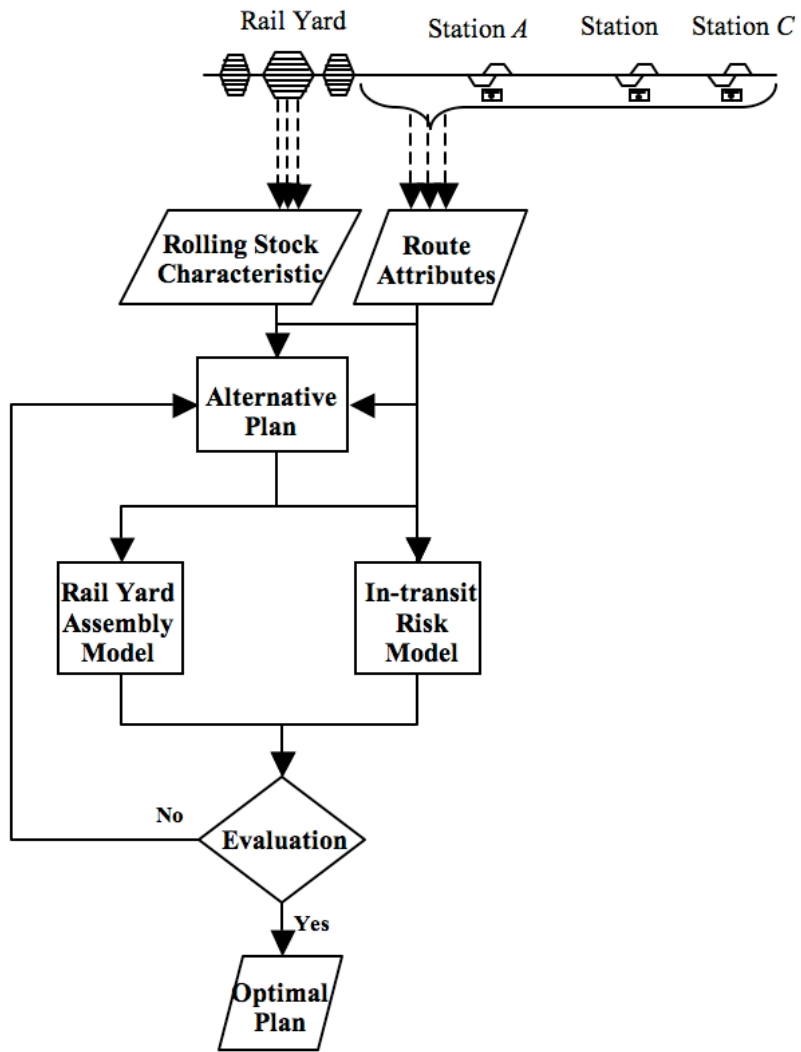 Rail Yard
Station A
Station
Station C
Rolling Stock
Characteristic
Route
Attributes
Alternative
Plan
Rail Yard
Assembly
Model
In-transit
Risk
Model
No
Evaluation
Yes
Optimal
Plan